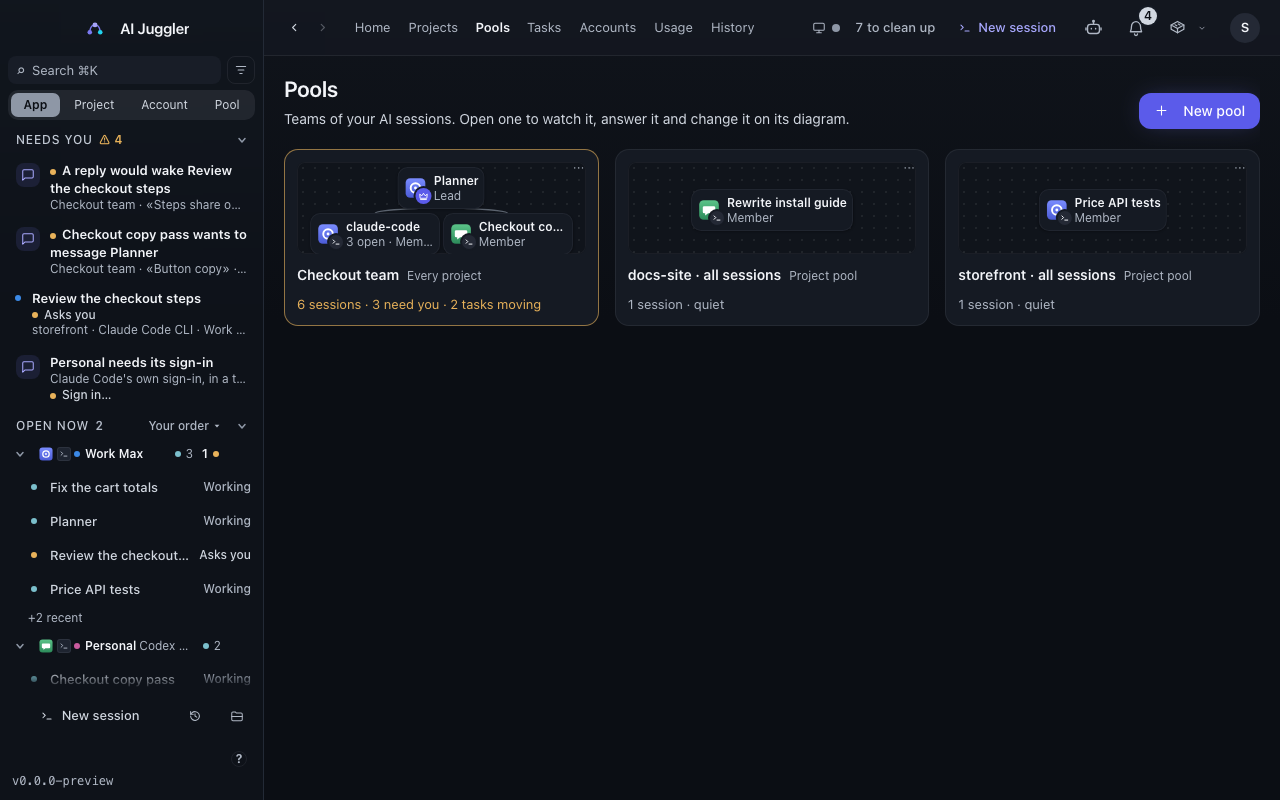 AI Juggler
Search ⌘K
App Project Account Pool
NEEDS YOU 4
A reply would wake Review
the checkout steps
Checkout team · «Steps share o…
Checkout copy pass wants to
message Planner
Checkout team · «Button copy» ·…
Review the checkout steps
Asks you
storefront · Claude Code CLI · Work …
Personal needs its sign-in
Claude Code's own sign-in, in a t…
Sign in…
OPEN NOW 2 Your order
Work Max 3 1
Fix the cart totals Working
Planner Working
Review the checkout… Asks you
Price API tests Working
+2 recent
Personal Codex … 2
Checkout copy pass Working
New session
?
v0.0.0-preview
Home Projects Pools Tasks Accounts Usage History
7 to clean up
New session
4
S
Pools
Teams of your AI sessions. Open one to watch it, answer it and change it on its diagram.
+ New pool
Planner
Lead
claude-code
3 open · Mem…
Checkout co…
Member
Checkout team Every project
6 sessions · 3 need you · 2 tasks moving
Rewrite install guide
Member
docs-site · all sessions Project pool
1 session · quiet
Price API tests
Member
storefront · all sessions Project pool
1 session · quiet